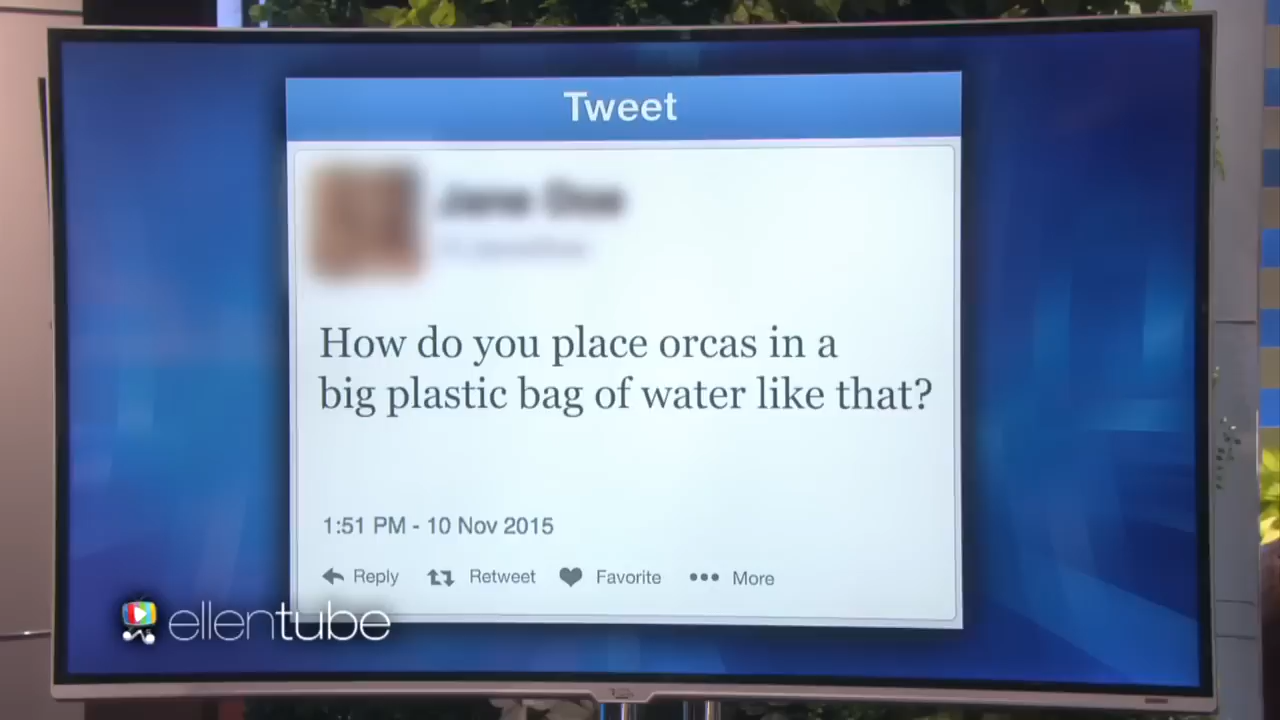 Tweet
How do you place orcas in a
big plastic bag of water like that?
1:51 PM - 10 Nov 2015
Reply Retweet Favorite More
ellentube